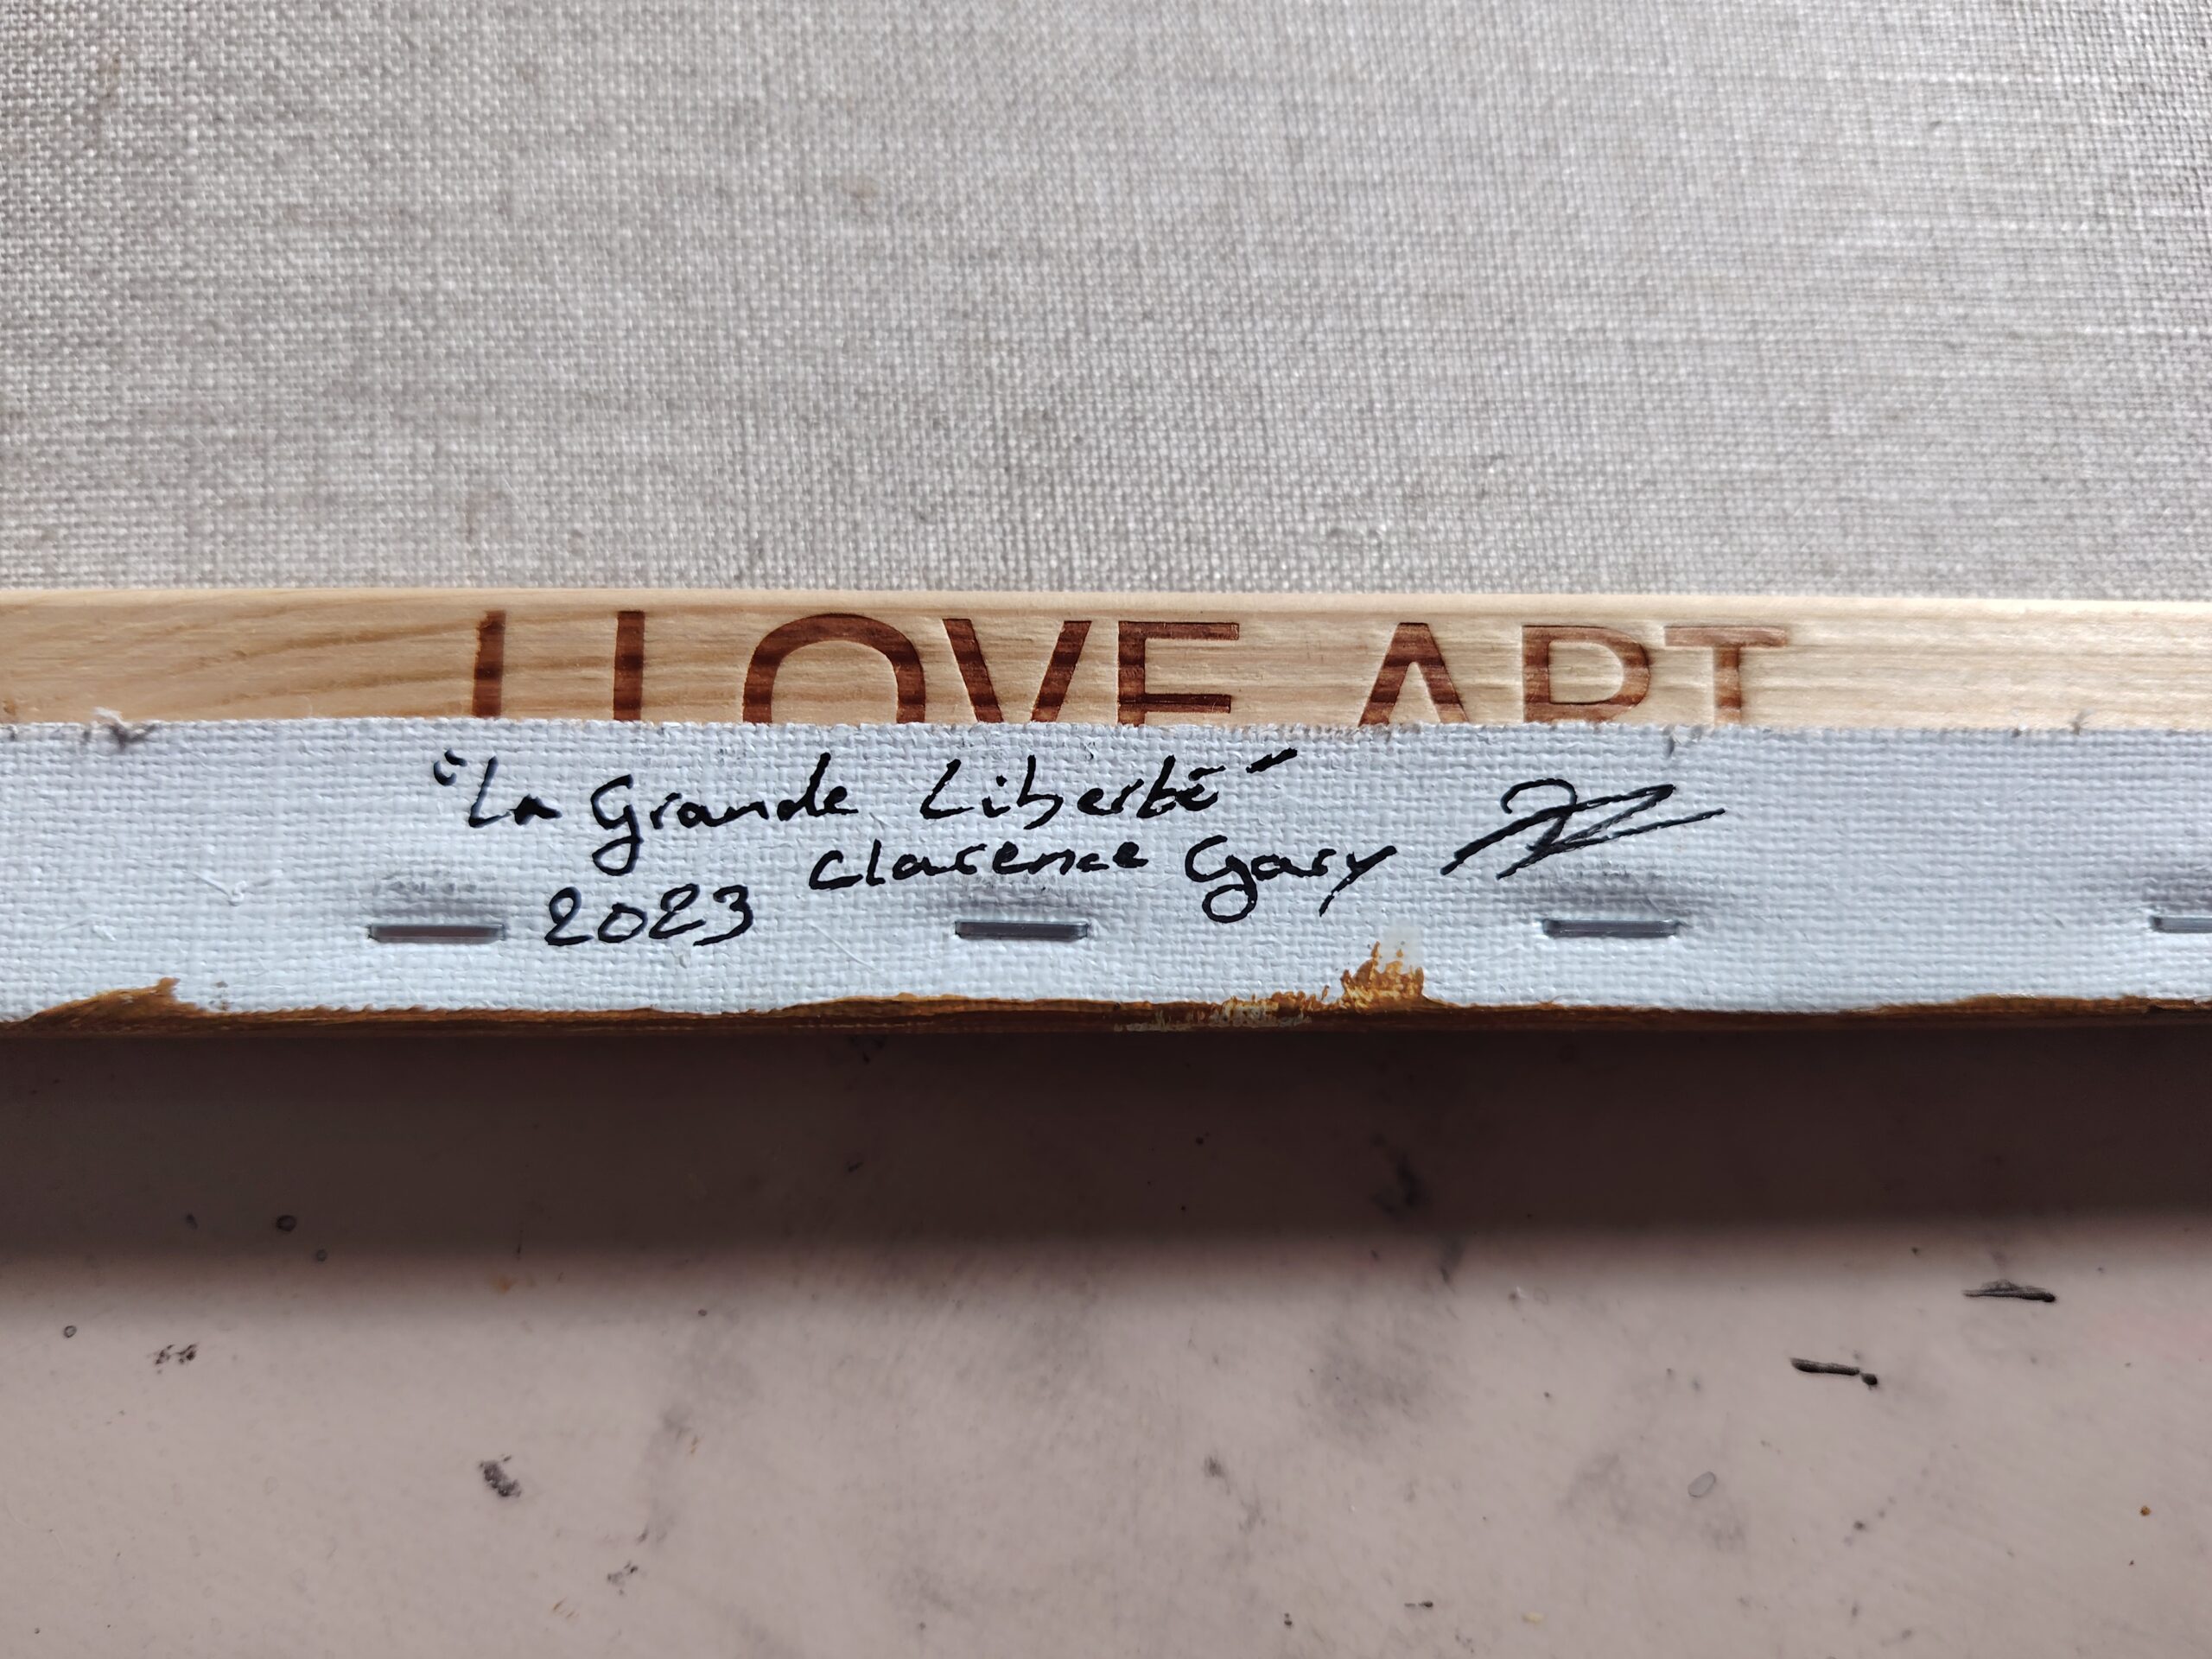 I LOVE ART
"La Grande Liberté"
Clarence Gary
2023